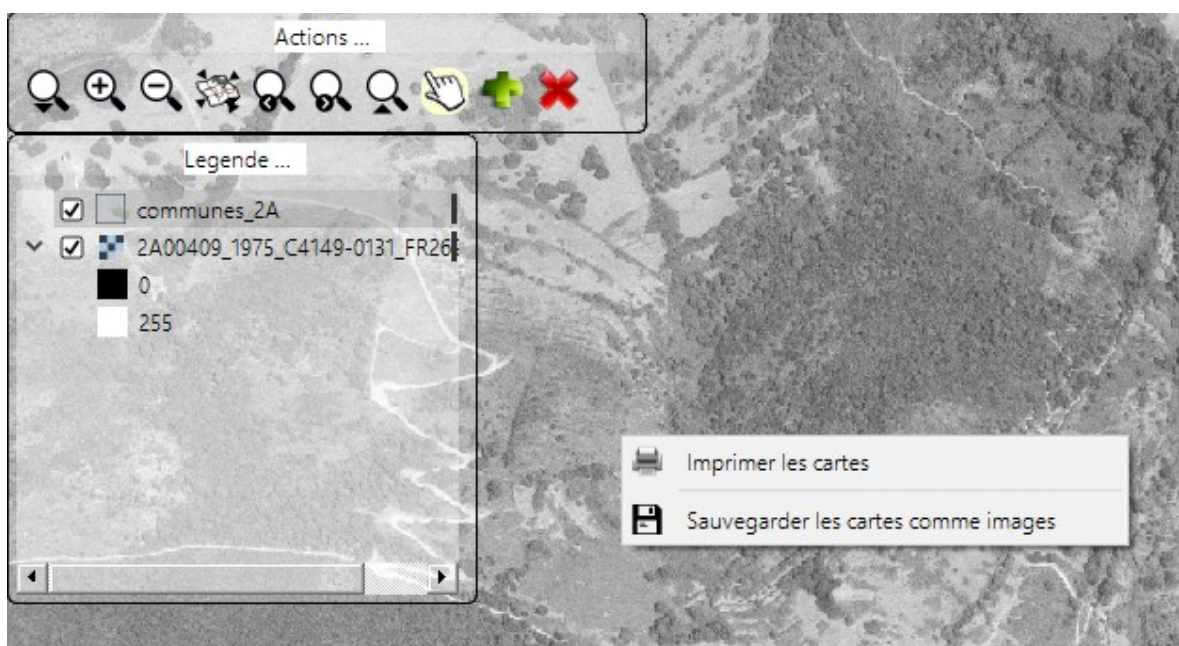 Actions ...
Legende ...
communes_2A
2A00409_1975_C4149-0131_FR26
0
255
Imprimer les cartes
Sauvegarder les cartes comme images